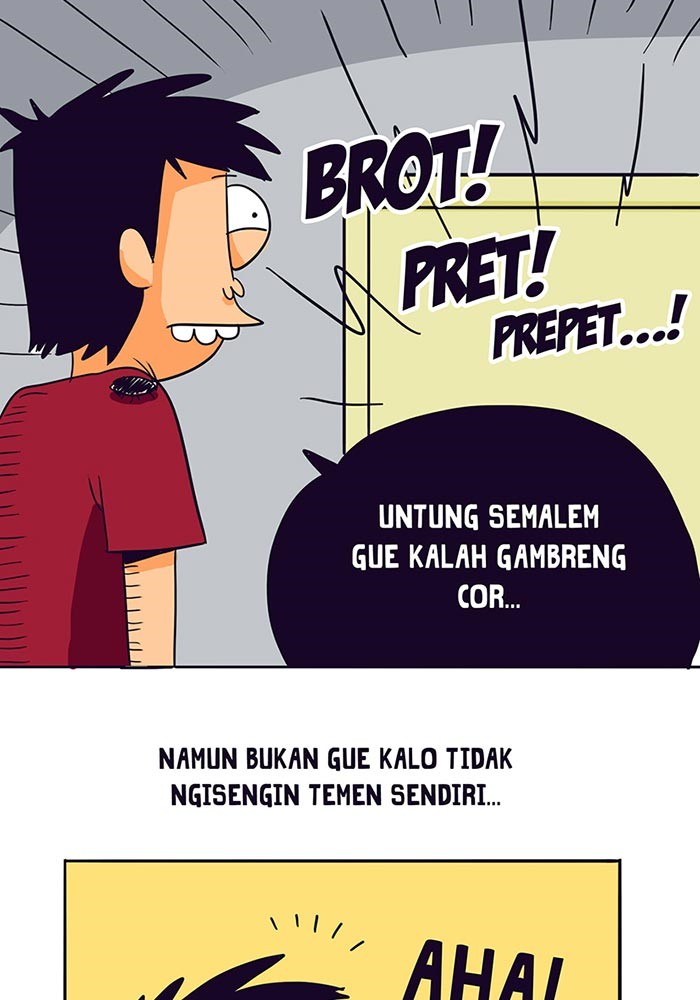 BROT!
PRET!
PREPET...!
UNTUNG SEMALEM
GUE KALAH GAMBRENG
COR...
NAMUN BUKAN GUE KALO TIDAK
NGISENGIN TEMEN SENDIRI...
AHA!